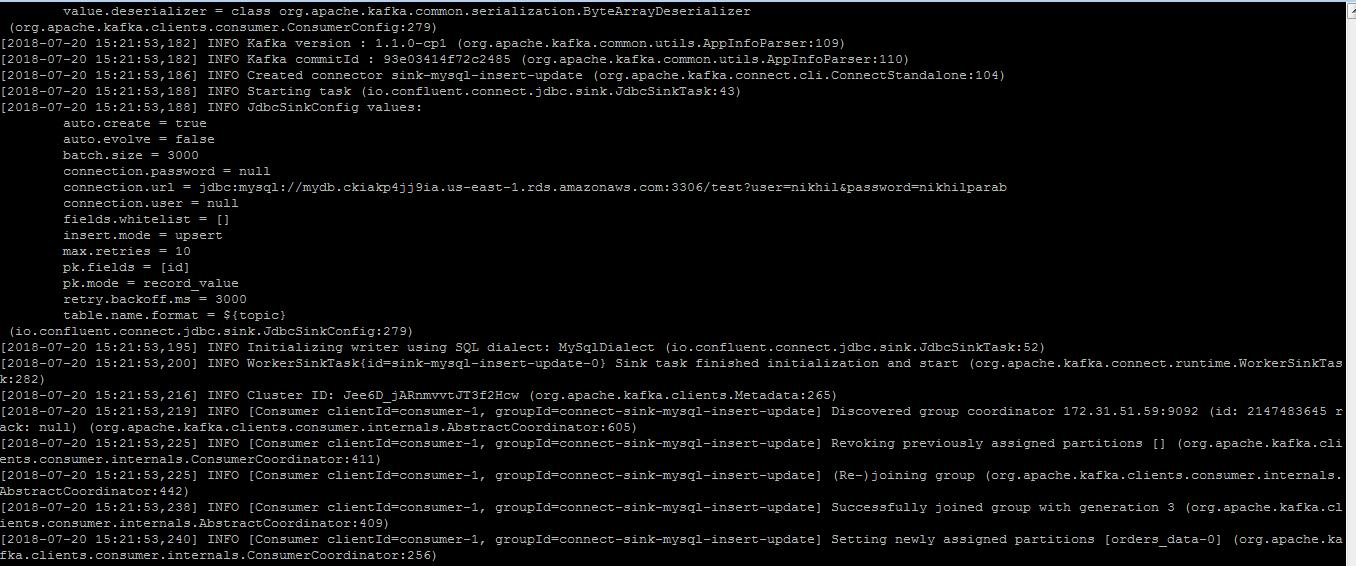 value.deserializer = class org.apache.kafka.common.serialization.ByteArrayDeserializer
(org.apache.kafka.clients.consumer.ConsumerConfig:279)
[2018-07-20 15:21:53,182] INFO Kafka version : 1.1.0-cp1 (org.apache.kafka.common.utils.AppInfoParser:109)
[2018-07-20 15:21:53,182] INFO Kafka commitId : 93e03414f72c2485 (org.apache.kafka.common.utils.AppInfoParser:110)
[2018-07-20 15:21:53,186] INFO Created connector sink-mysql-insert-update (org.apache.kafka.connect.cli.ConnectStandalone:104)
[2018-07-20 15:21:53,188] INFO Starting task (io.confluent.connect.jdbc.sink.JdbcSinkTask:43)
[2018-07-20 15:21:53,188] INFO JdbcSinkConfig values:
auto.create = true
auto.evolve = false
batch.size = 3000
connection.password = null
connection.url = jdbc:mysql://mydb.ckiakp4jj9ia.us-east-1.rds.amazonaws.com:3306/test?user=nikhil&password=nikhilparab
connection.user = null
fields.whitelist = []
insert.mode = upsert
max.retries = 10
pk.fields = [id]
pk.mode = record_value
retry.backoff.ms = 3000
table.name.format = ${topic}
(io.confluent.connect.jdbc.sink.JdbcSinkConfig:279)
[2018-07-20 15:21:53,195] INFO Initializing writer using SQL dialect: MySqlDialect (io.confluent.connect.jdbc.sink.JdbcSinkTask:52)
[2018-07-20 15:21:53,200] INFO WorkerSinkTask{id=sink-mysql-insert-update-0} Sink task finished initialization and start (org.apache.kafka.connect.runtime.WorkerSinkTas
k:282)
[2018-07-20 15:21:53,216] INFO Cluster ID: Jee6D_jARnmvvtJT3f2Hcw (org.apache.kafka.clients.Metadata:265)
[2018-07-20 15:21:53,219] INFO [Consumer clientId=consumer-1, groupId=connect-sink-mysql-insert-update] Discovered group coordinator 172.31.51.59:9092 (id: 2147483645 r
ack: null) (org.apache.kafka.clients.consumer.internals.AbstractCoordinator:605)
[2018-07-20 15:21:53,225] INFO [Consumer clientId=consumer-1, groupId=connect-sink-mysql-insert-update] Revoking previously assigned partitions [] (org.apache.kafka.cli
ents.consumer.internals.ConsumerCoordinator:411)
[2018-07-20 15:21:53,225] INFO [Consumer clientId=consumer-1, groupId=connect-sink-mysql-insert-update] (Re-)joining group (org.apache.kafka.clients.consumer.internals.
AbstractCoordinator:442)
[2018-07-20 15:21:53,238] INFO [Consumer clientId=consumer-1, groupId=connect-sink-mysql-insert-update] Successfully joined group with generation 3 (org.apache.kafka.cl
ients.consumer.internals.AbstractCoordinator:409)
[2018-07-20 15:21:53,240] INFO [Consumer clientId=consumer-1, groupId=connect-sink-mysql-insert-update] Setting newly assigned partitions [orders_data-0] (org.apache.ka
fka.clients.consumer.internals.ConsumerCoordinator:256)